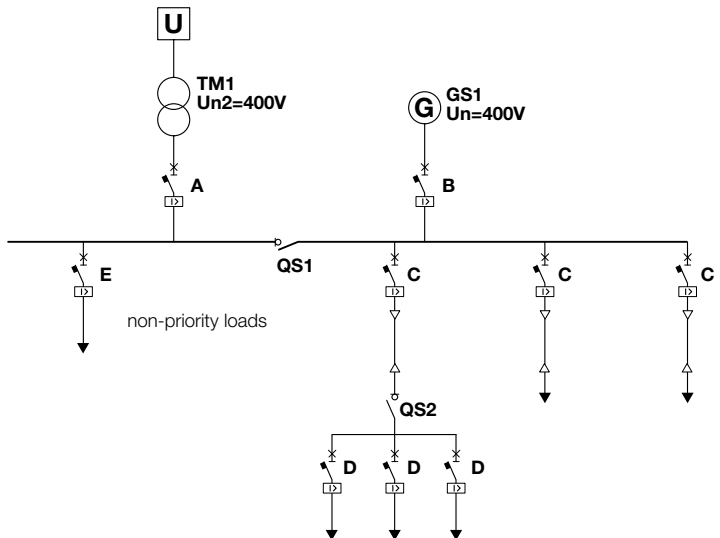 U
TM1
Un2=400V
G
GS1
Un=400V
A
B
I>
I>
QS1
E
C
C
C
I>
I>
I>
I>
non-priority loads
QS2
D
D
D
I>
I>
I>